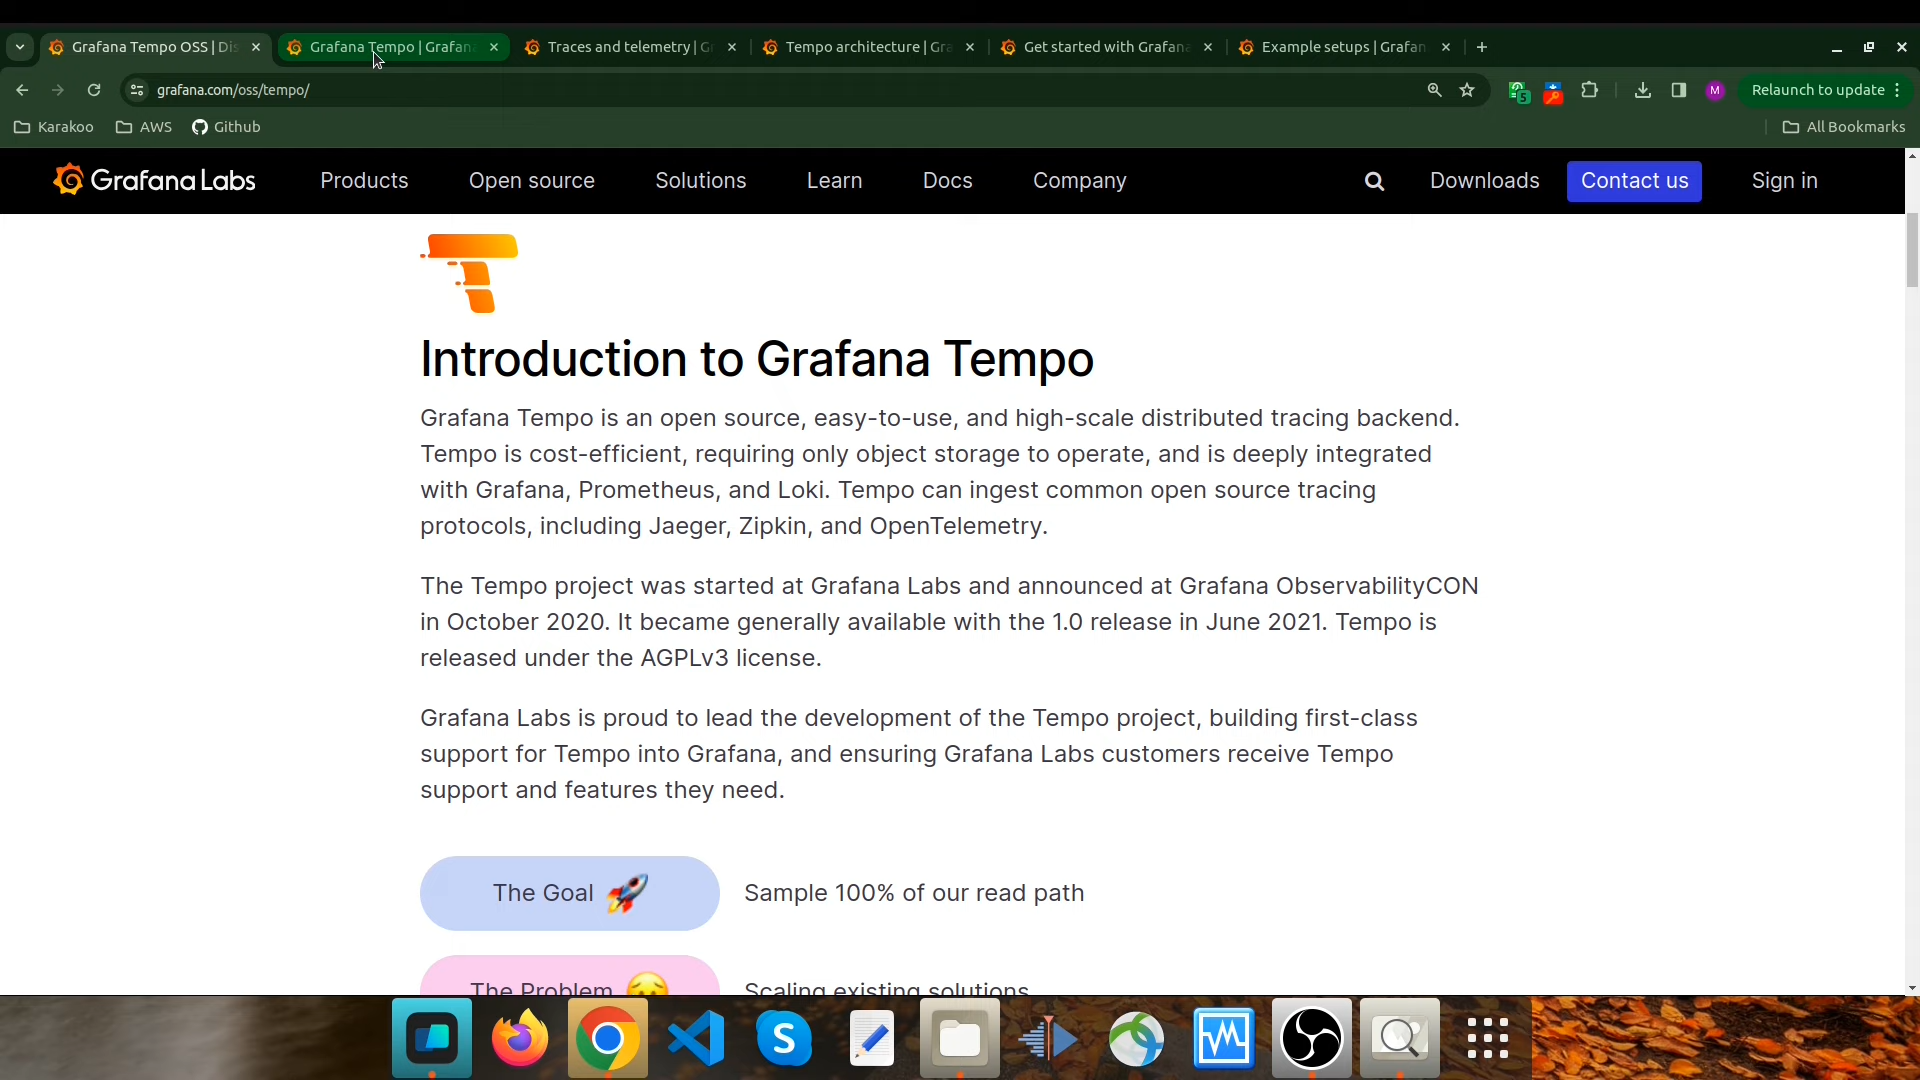 Grafana Tempo OSS | Dis
Grafana Tempo | Grafana
Traces and telemetry | Gr
Tempo architecture | Gra
Get started with Grafana
Example setups | Grafan
grafana.com/oss/tempo/
5
M
Relaunch to update
Karakoo
AWS
Github
All Bookmarks
Grafana Labs
Products
Open source
Solutions
Learn
Docs
Company
Downloads
Contact us
Sign in
Introduction to Grafana Tempo
Grafana Tempo is an open source, easy-to-use, and high-scale distributed tracing backend.
Tempo is cost-efficient, requiring only object storage to operate, and is deeply integrated
with Grafana, Prometheus, and Loki. Tempo can ingest common open source tracing
protocols, including Jaeger, Zipkin, and OpenTelemetry.
The Tempo project was started at Grafana Labs and announced at Grafana ObservabilityCON
in October 2020. It became generally available with the 1.0 release in June 2021. Tempo is
released under the AGPLv3 license.
Grafana Labs is proud to lead the development of the Tempo project, building first-class
support for Tempo into Grafana, and ensuring Grafana Labs customers receive Tempo
support and features they need.
The Goal
Sample 100% of our read path
The Problem
Scaling existing solutions
S